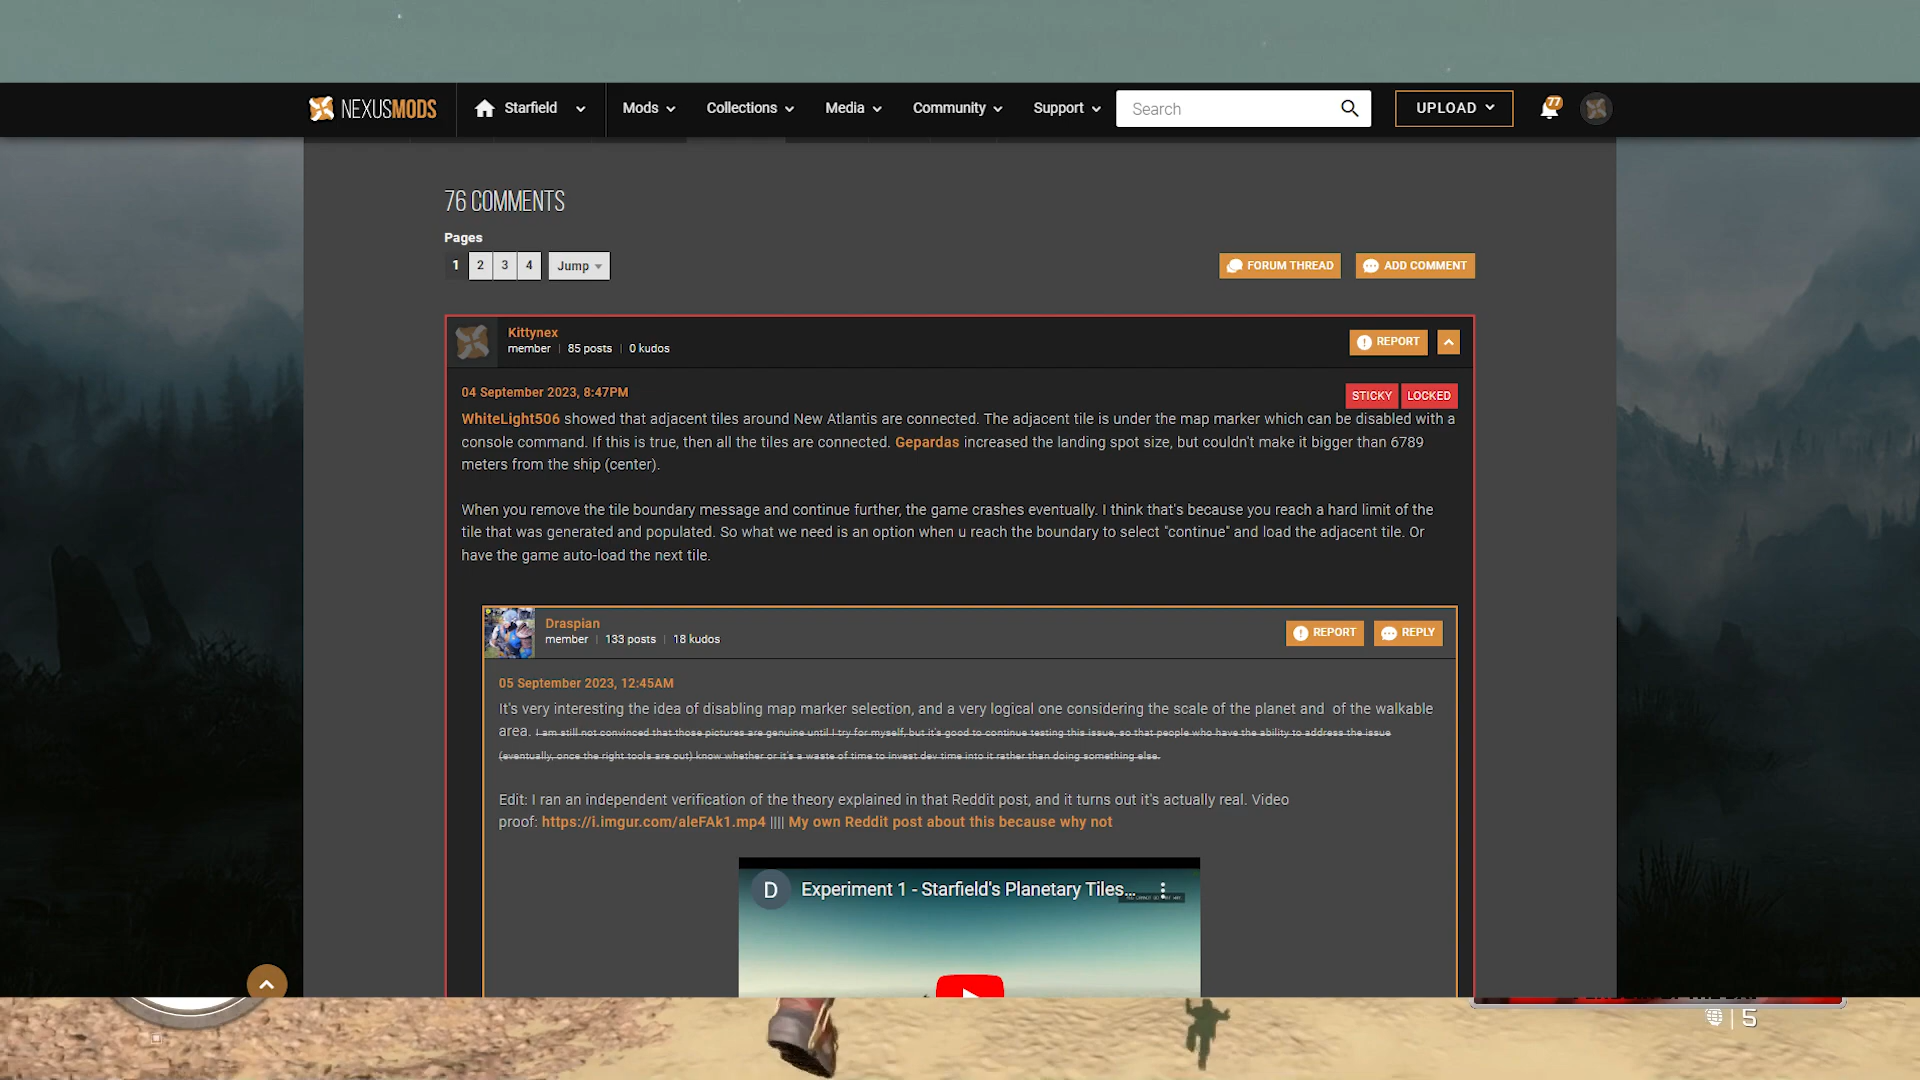 NEXUSMODS
Starfield
Mods
Collections
Media
Community
Support
Search
UPLOAD
77
76 COMMENTS
Pages
1 2 3 4 Jump
FORUM THREAD
ADD COMMENT
Kittynex
member | 85 posts | 0 kudos
REPORT
04 September 2023, 8:47PM
STICKY LOCKED
WhiteLight506 showed that adjacent tiles around New Atlantis are connected. The adjacent tile is under the map marker which can be disabled with a
console command. If this is true, then all the tiles are connected. Gepardas increased the landing spot size, but couldn't make it bigger than 6789
meters from the ship (center).
When you remove the tile boundary message and continue further, the game crashes eventually. I think that's because you reach a hard limit of the
tile that was generated and populated. So what we need is an option when u reach the boundary to select "continue" and load the adjacent tile. Or
have the game auto-load the next tile.
Draspian
member | 133 posts | 18 kudos
REPORT
REPLY
05 September 2023, 12:45AM
It's very interesting the idea of disabling map marker selection, and a very logical one considering the scale of the planet and of the walkable
area. I am still not convinced that those pictures are genuine until I try for myself, but it's good to continue testing this issue, so that people who have the ability to address the issue
(eventually, once the right tools are out) know whether or it's a waste of time to invest dev time into it rather than doing something else.
Edit: I ran an independent verification of the theory explained in that Reddit post, and it turns out it's actually real. Video
proof: https://i.imgur.com/aleFAk1.mp4 |||| My own Reddit post about this because why not
D
Experiment 1 - Starfield's Planetary Tiles...
5